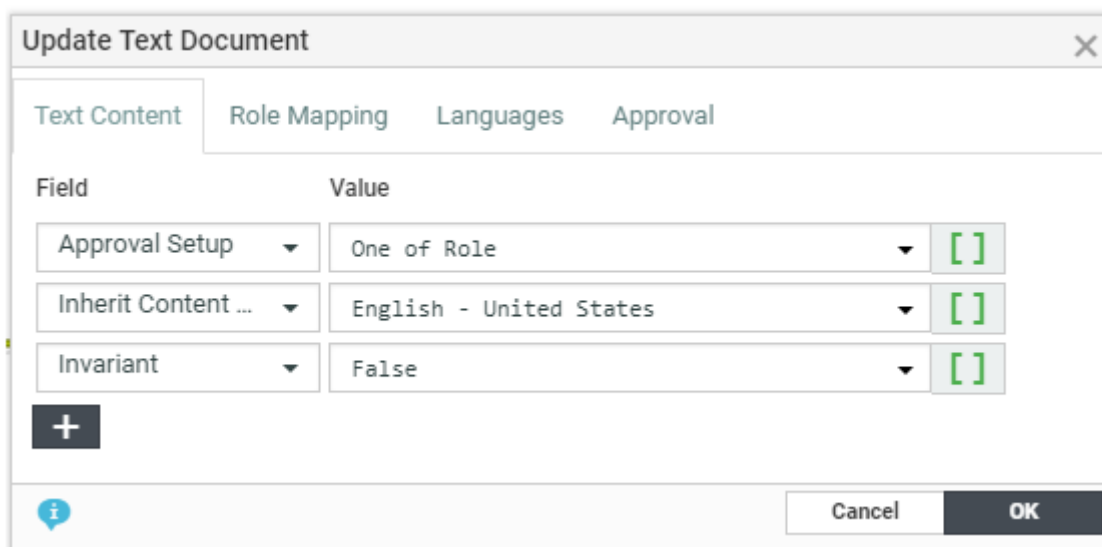 Update Text Document
Text Content Role Mapping Languages Approval
Field Value
Approval Setup One of Role []
Inherit Content ... English - United States []
Invariant False []
+
i Cancel OK